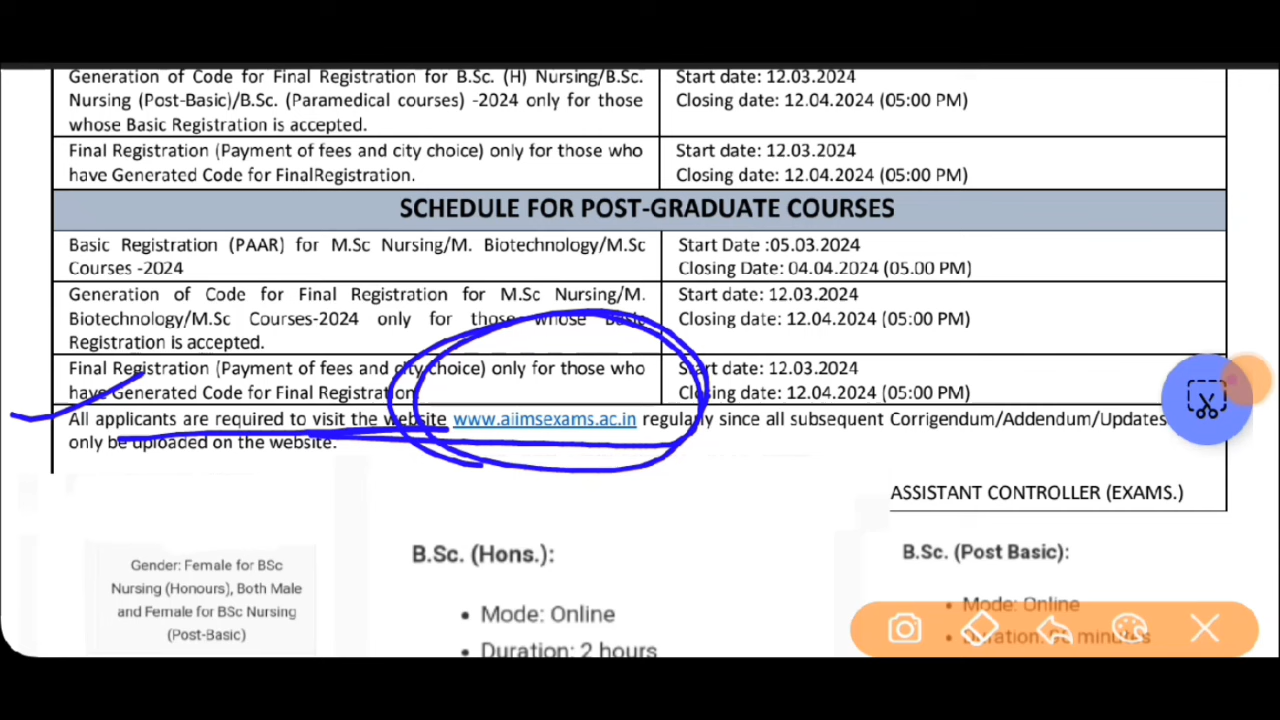 Generation of Code for Final Registration for B.Sc. (H) Nursing/B.Sc.
Nursing (Post-Basic)/B.Sc. (Paramedical courses) -2024 only for those
whose Basic Registration is accepted.
Start date: 12.03.2024
Closing date: 12.04.2024 (05:00 PM)
Final Registration (Payment of fees and city choice) only for those who
have Generated Code for FinalRegistration.
Start date: 12.03.2024
Closing date: 12.04.2024 (05:00 PM)
SCHEDULE FOR POST-GRADUATE COURSES
Basic Registration (PAAR) for M.Sc Nursing/M. Biotechnology/M.Sc
Courses -2024
Start Date :05.03.2024
Closing Date: 04.04.2024 (05.00 PM)
Generation of Code for Final Registration for M.Sc Nursing/M.
Biotechnology/M.Sc Courses-2024 only for those whose Basic
Registration is accepted.
Start date: 12.03.2024
Closing date: 12.04.2024 (05:00 PM)
Final Registration (Payment of fees and city choice) only for those who
have Generated Code for Final Registration
Start date: 12.03.2024
Closing date: 12.04.2024 (05:00 PM)
All applicants are required to visit the website www.aiimsexams.ac.in regularly since all subsequent Corrigendum/Addendum/Updates
only be uploaded on the website.
ASSISTANT CONTROLLER (EXAMS.)
Gender: Female for BSc
Nursing (Honours), Both Male
and Female for BSc Nursing
(Post-Basic)
B.Sc. (Hons.):
• Mode: Online
• Duration: 2 hours
B.Sc. (Post Basic):
• Mode: Online
• Duration: minutes